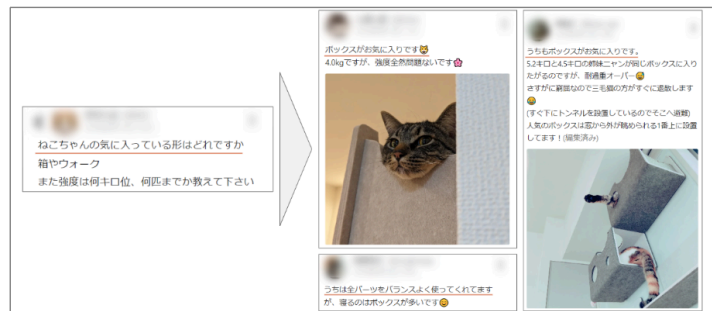 ねこちゃんの気に入っている形はどれですか
箱やウォーク
また強度は何キロ位、何匹までか教えて下さい
ボックスがお気に入りです😹
4.0kgですが、強度全然問題ないです🌸
うちは全パーツをバランスよく使ってくれてます
が、寝るのはボックスが多いです😊
うちもボックスがお気に入りです。
5.2キロと4.5キロの姉妹ニャンが同じボックスに入り
たがるのですが、耐過重オーバー😅
さすがに窮屈なので三毛猫の方がすぐに退散します
😂
(すぐ下にトンネルを設置しているのでそこへ避難)
人気のボックスは窓から外が眺められる1番上に設置
してます！(編集済み)